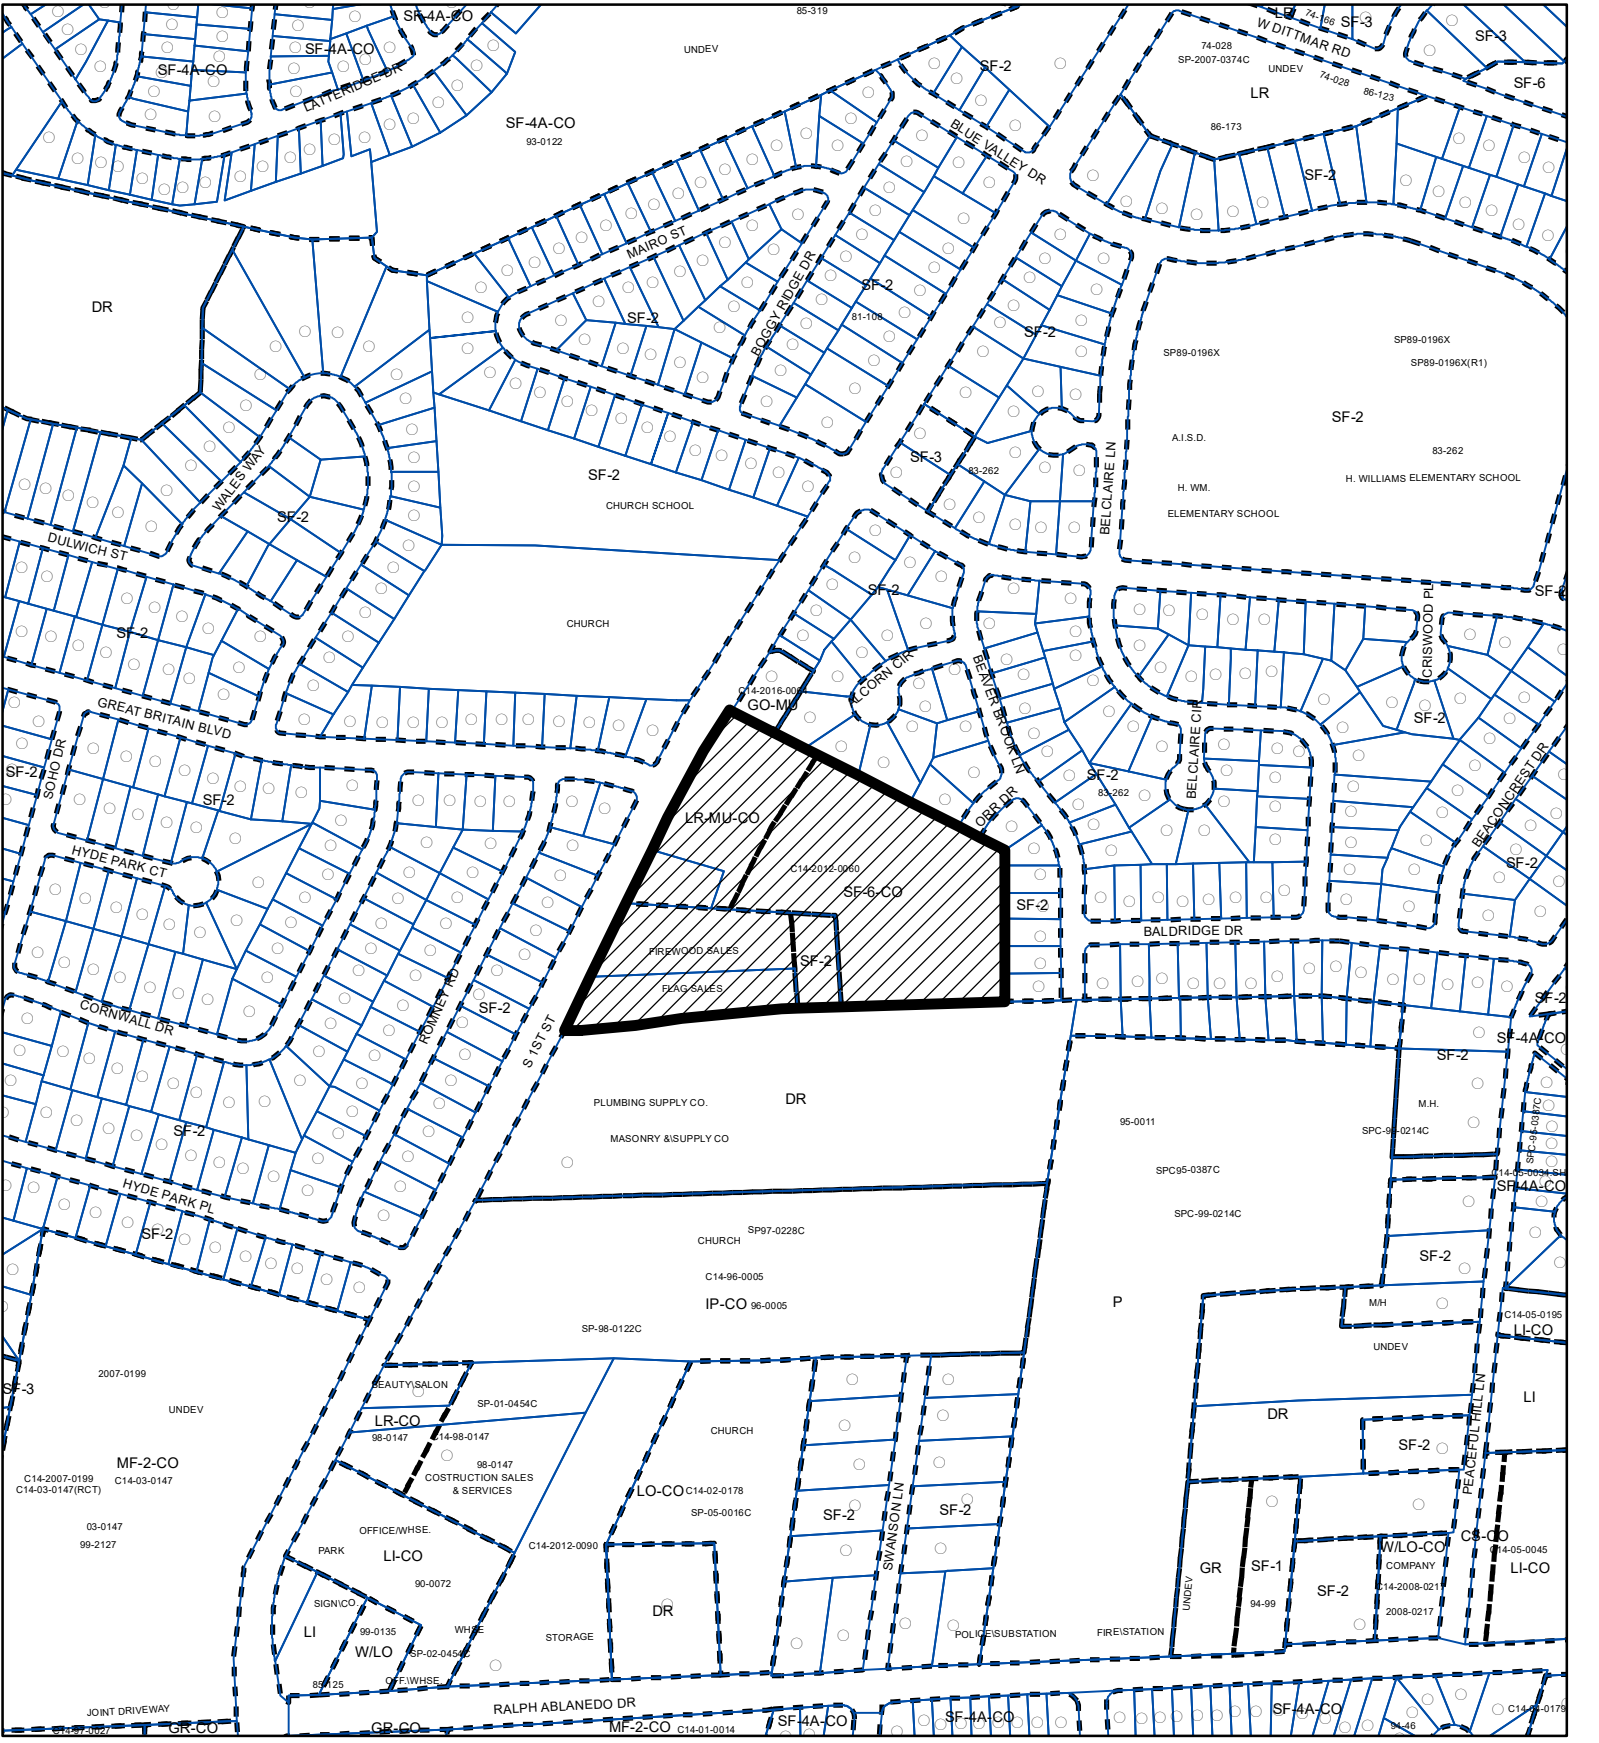 SF-4A-CO
85-319
LR
74-166
SF-3
SF-3
W DITTMAR RD
SF-4A-CO
UNDEV
74-028
SP-2007-0374C
UNDEV
SF-4A-CO
SF-2
74-028
SF-6
LATTERIDGE DR
LR
86-123
SF-4A-CO
93-0122
86-173
BLUE VALLEY DR
SF-2
MAIRO ST
BOGGY RIDGE DR
SF-2
DR
SF-2
81-108
SF-2
SP89-0196X
SP89-0196X
SP89-0196X(R1)
SF-2
A.I.S.D.
83-262
SF-3
83-262
SF-2
H. WILLIAMS ELEMENTARY SCHOOL
H. WM.
WALES WAY
CHURCH SCHOOL
BELCLAIRE LN
ELEMENTARY SCHOOL
SF-2
DULWICH ST
SF-2
CRISWOOD PL
CHURCH
SF-2
BEAVER BROOK LN
C14-2016-006
GO-MU
GREAT BRITAIN BLVD
SF-2
BELCLAIRE CIR
SOHO DR
SF-2
SF-2
SF-2
83-262
BEACONCREST DR
LR-MU-CO
ORR DR
HYDE PARK CT
C14-2012-0060
SF-6-CO
SF-2
SF-2
BALDRIDGE DR
FIREWOOD SALES
SF-2
FLAG SALES
ROMNEY RD
SF-2
SF-2
CORNWALL DR
S 1ST ST
SF-4A-CO
SF-2
PLUMBING SUPPLY CO.
DR
M.H.
SPC-95-0387C
95-0011
SF-2
MASONRY &\SUPPLY CO
SPC95-0387C
SF-4A-CO
HYDE PARK PL
SPC-99-0214C
SF-2
CHURCH
SP97-0228C
SF-2
C14-96-0005
IP-CO 96-0005
P
M/H
C14-05-0195
LI-CO
SP-98-0122C
UNDEV
2007-0199
SF-3
BEAUTY\SALON
LI
UNDEV
SP-01-0454C
LR-CO
DR
98-0147
C14-98-0147
CHURCH
SF-2
PEACEFUL HILL LN
MF-2-CO
98-0147
C14-2007-0199
C14-03-0147
C14-03-0147(RCT)
COSTRUCTION SALES
& SERVICES
LO-CO C14-02-0178
SP-05-0016C
SF-2
SF-2
SWANSON LN
03-0147
99-2127
OFFICE/WHSE.
CS-CO
C14-05-0045
PARK
LI-CO
C14-2012-0090
W/LO-CO
COMPANY
GR
SF-1
LI-CO
90-0072
SF-2
C14-2008-021
2008-0217
UNDEV
94-99
SIGN\CO.
DR
LI
99-0135
WHSE
STORAGE
POLICE\SUBSTATION
FIRE\STATION
W/LO
SP-02-0454C
85-125
OFF.\WHSE.
JOINT DRIVEWAY
RALPH ABLANEDO DR
SF-4A-CO
C14-97-0027
GR-CO
GR-CO
MF-2-CO C14-01-0014
SF-4A-CO
SF-4A-CO
94-46